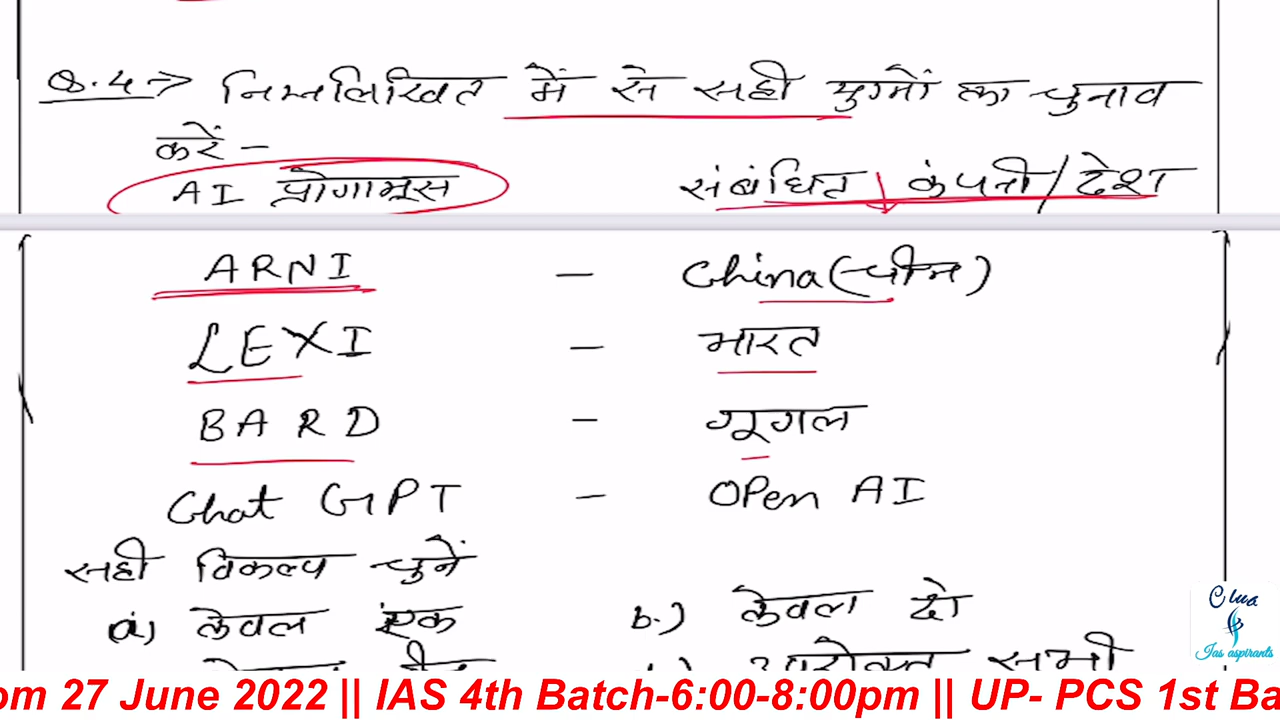 Q.4 → निम्नलिखित में से सही युग्मों का चुनाव
करें -
AI प्रोग्राम्स संबंधित कंपनी/देश
ARNI - China (चीन)
LEXI - भारत
BARD - गूगल
Chat GPT - OPen AI
सही विकल्प चुनें
a) केवल एक b.) केवल दो
उपरोक्त सभी
Clua
Ias aspirants
om 27 June 2022 || IAS 4th Batch-6:00-8:00pm || UP- PCS 1st Ba